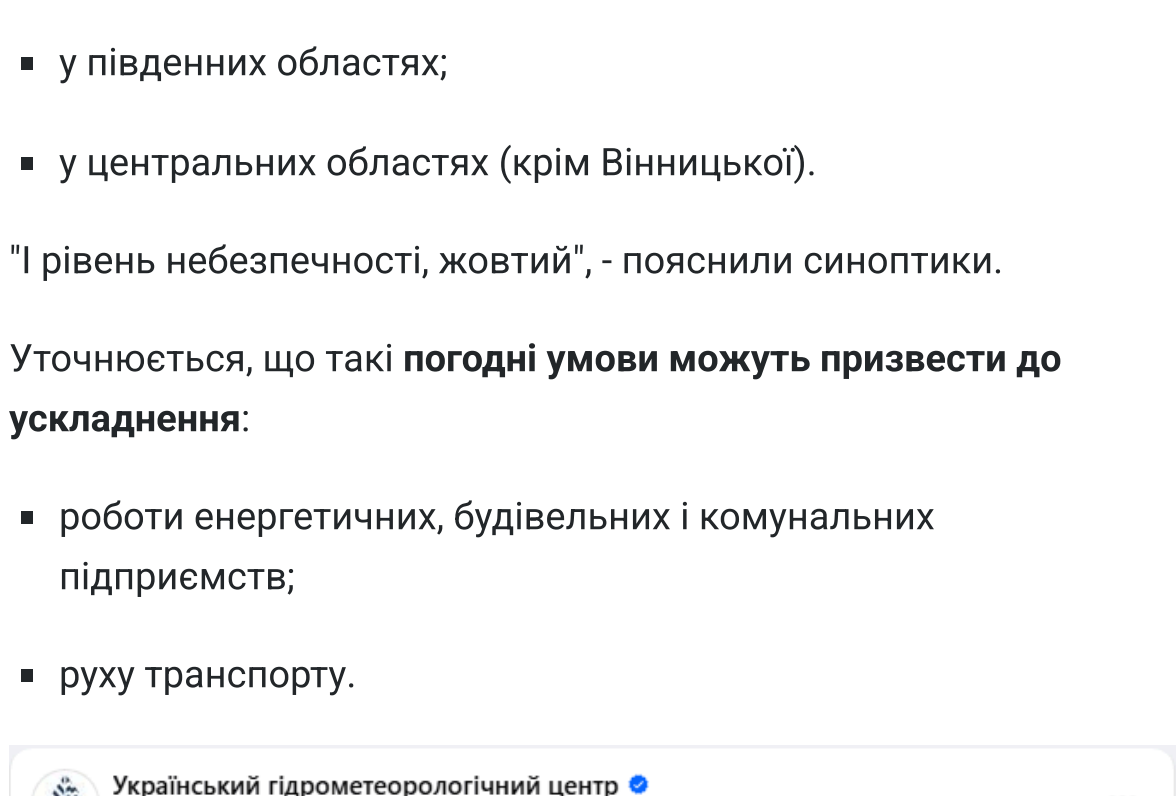 ▪ у південних областях;
▪ у центральних областях (крім Вінницької).
"І рівень небезпечності, жовтий", - пояснили синоптики.
Уточнюється, що такі погодні умови можуть призвести до
ускладнення:
▪ роботи енергетичних, будівельних і комунальних
підприємств;
▪ руху транспорту.
Український гідрометеорологічний центр